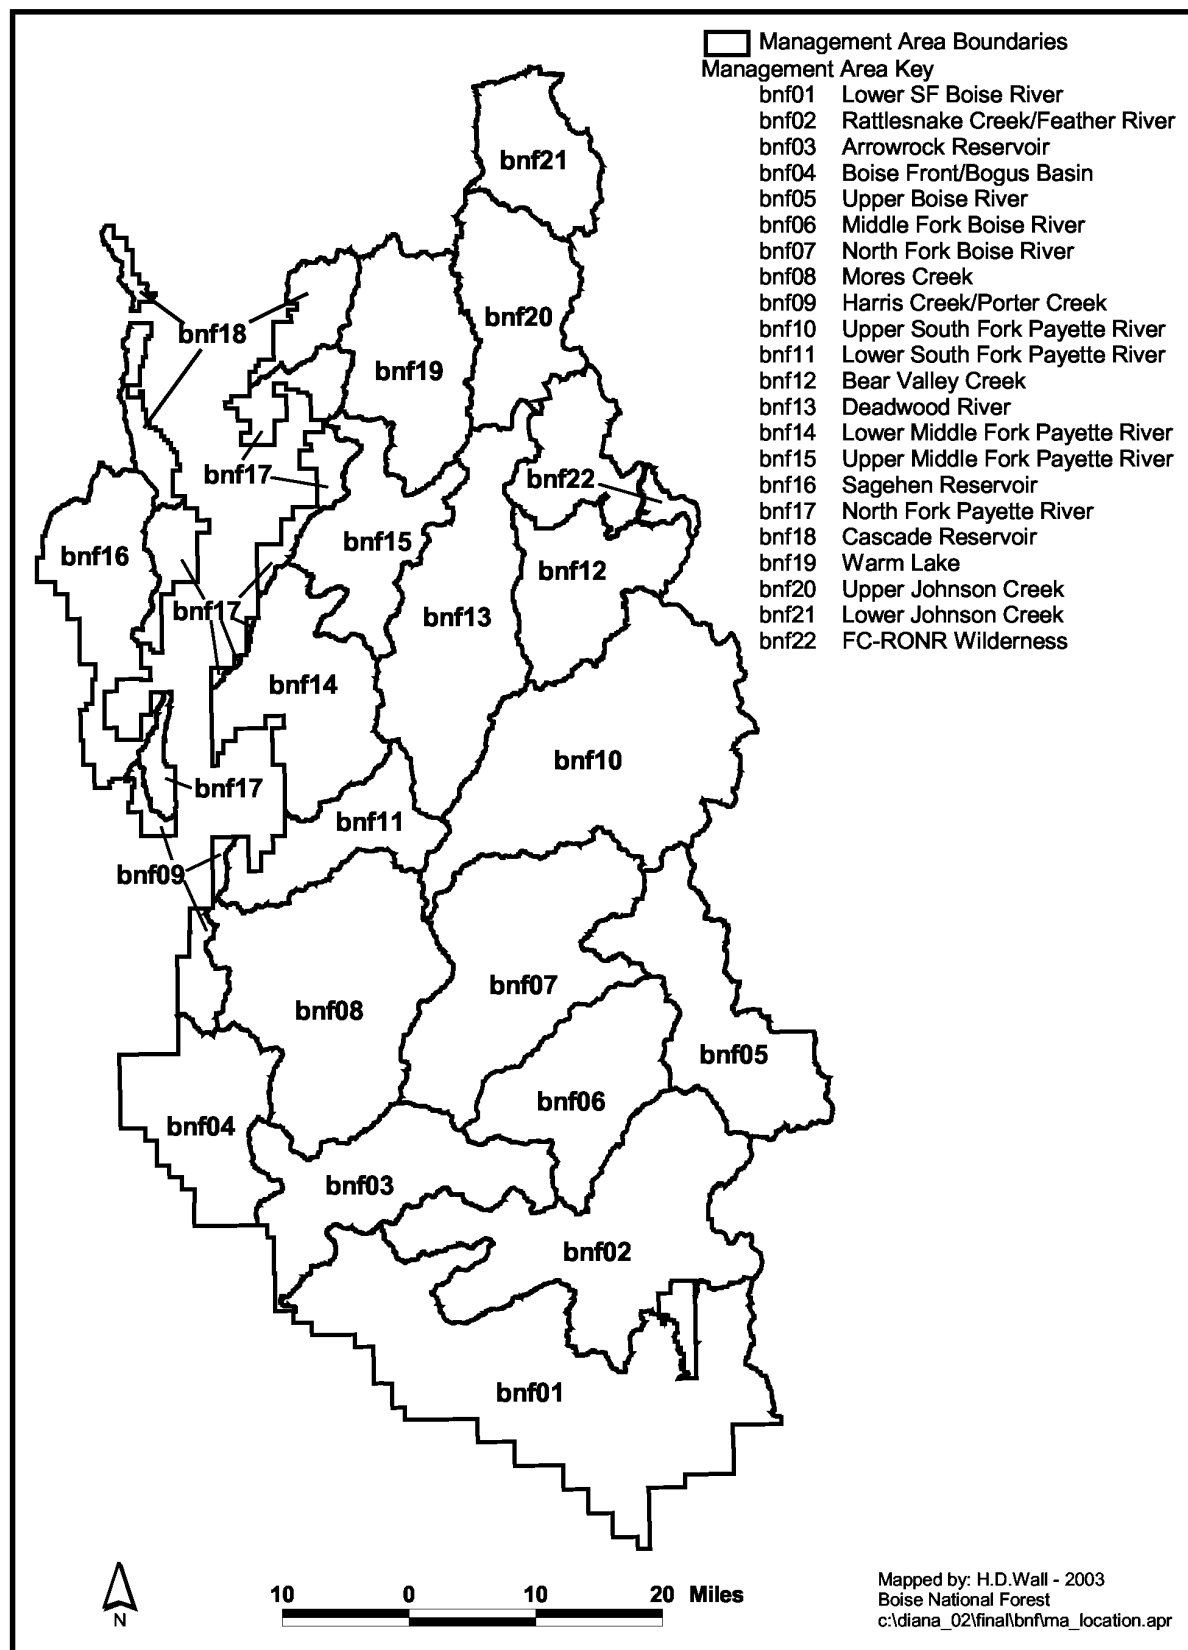 Management Area Boundaries
Management Area Key
bnf01 Lower SF Boise River
bnf02 Rattlesnake Creek/Feather River
bnf03 Arrowrock Reservoir
bnf04 Boise Front/Bogus Basin
bnf05 Upper Boise River
bnf06 Middle Fork Boise River
bnf07 North Fork Boise River
bnf08 Mores Creek
bnf09 Harris Creek/Porter Creek
bnf10 Upper South Fork Payette River
bnf11 Lower South Fork Payette River
bnf12 Bear Valley Creek
bnf13 Deadwood River
bnf14 Lower Middle Fork Payette River
bnf15 Upper Middle Fork Payette River
bnf16 Sagehen Reservoir
bnf17 North Fork Payette River
bnf18 Cascade Reservoir
bnf19 Warm Lake
bnf20 Upper Johnson Creek
bnf21 Lower Johnson Creek
bnf22 FC-RONR Wilderness
bnf21
bnf20
bnf18
bnf19
bnf17
bnf22
bnf15
bnf16
bnf12
bnf17
bnf13
bnf14
bnf10
bnf17
bnf11
bnf09
bnf07
bnf08
bnf05
bnf06
bnf04
bnf03
bnf02
bnf01
N
10 0 10 20 Miles
Mapped by: H.D.Wall - 2003
Boise National Forest
c:\diana_02\final\bnf\ma_location.apr